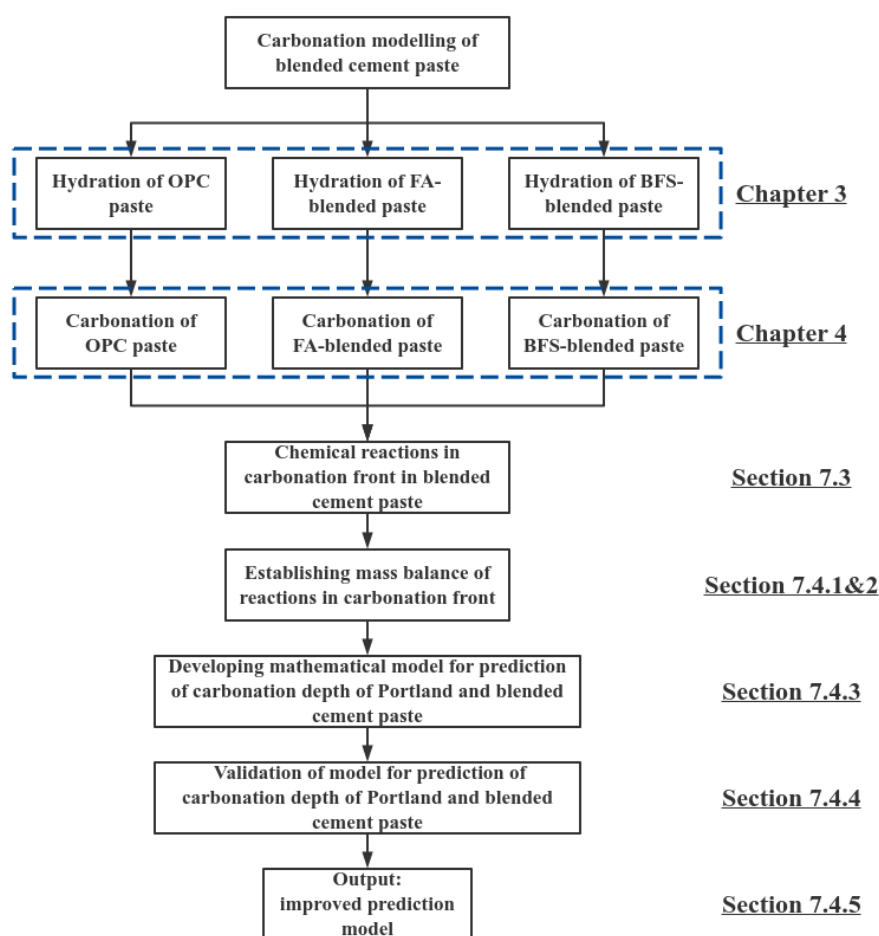 Carbonation modelling of
blended cement paste
Hydration of OPC
paste
Hydration of FA-
blended paste
Hydration of BFS-
blended paste
Chapter 3
Carbonation of
OPC paste
Carbonation of
FA-blended paste
Carbonation of
BFS-blended paste
Chapter 4
Chemical reactions in
carbonation front in blended
cement paste
Section 7.3
Establishing mass balance of
reactions in carbonation front
Section 7.4.1&2
Developing mathematical model for prediction
of carbonation depth of Portland and blended
cement paste
Section 7.4.3
Validation of model for prediction of
carbonation depth of Portland and blended
cement paste
Section 7.4.4
Output:
improved prediction
model
Section 7.4.5